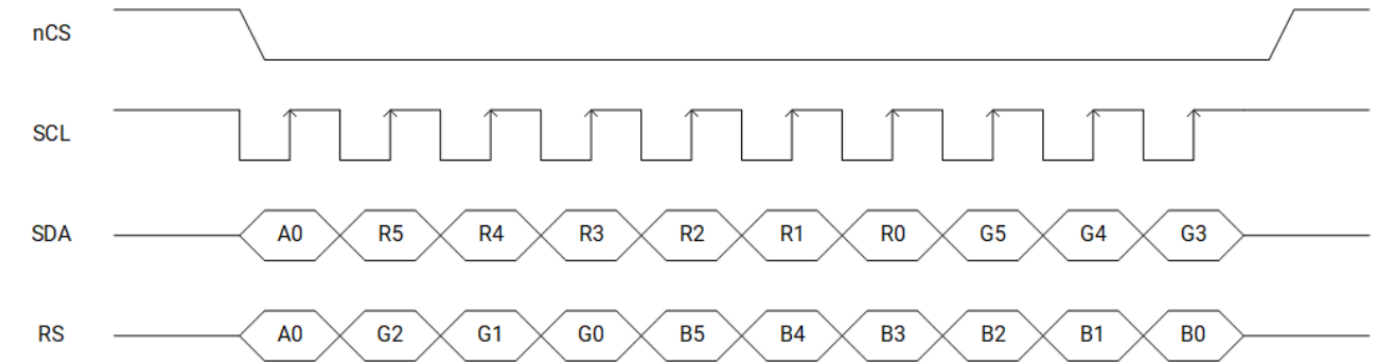 nCS
SCL
SDA A0 R5 R4 R3 R2 R1 R0 G5 G4 G3
RS A0 G2 G1 G0 B5 B4 B3 B2 B1 B0